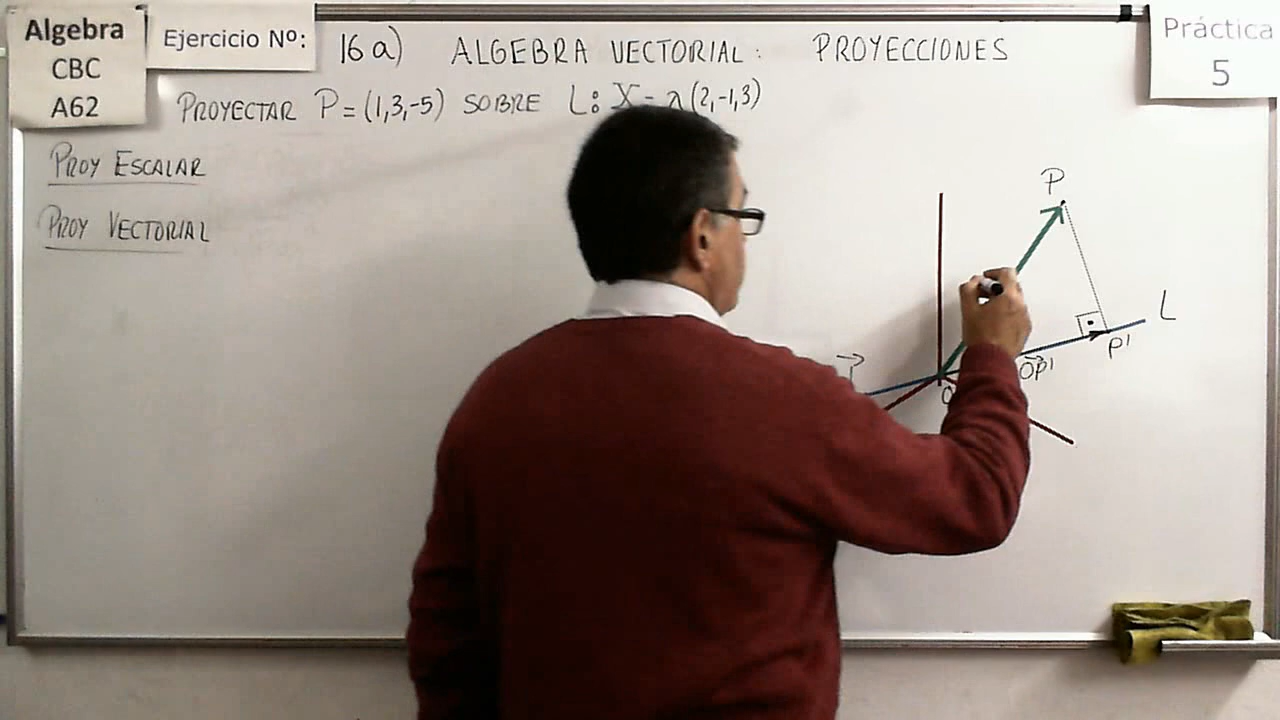 Algebra
CBC
A62
Ejercicio Nº:
16 a) ALGEBRA VECTORIAL: PROYECCIONES
Práctica
5
PROYECTAR P = (1,3,-5) SOBRE L: X = λ(2,-1,3)
PROY ESCALAR
PROY VECTORIAL
P
L
P'
OP'